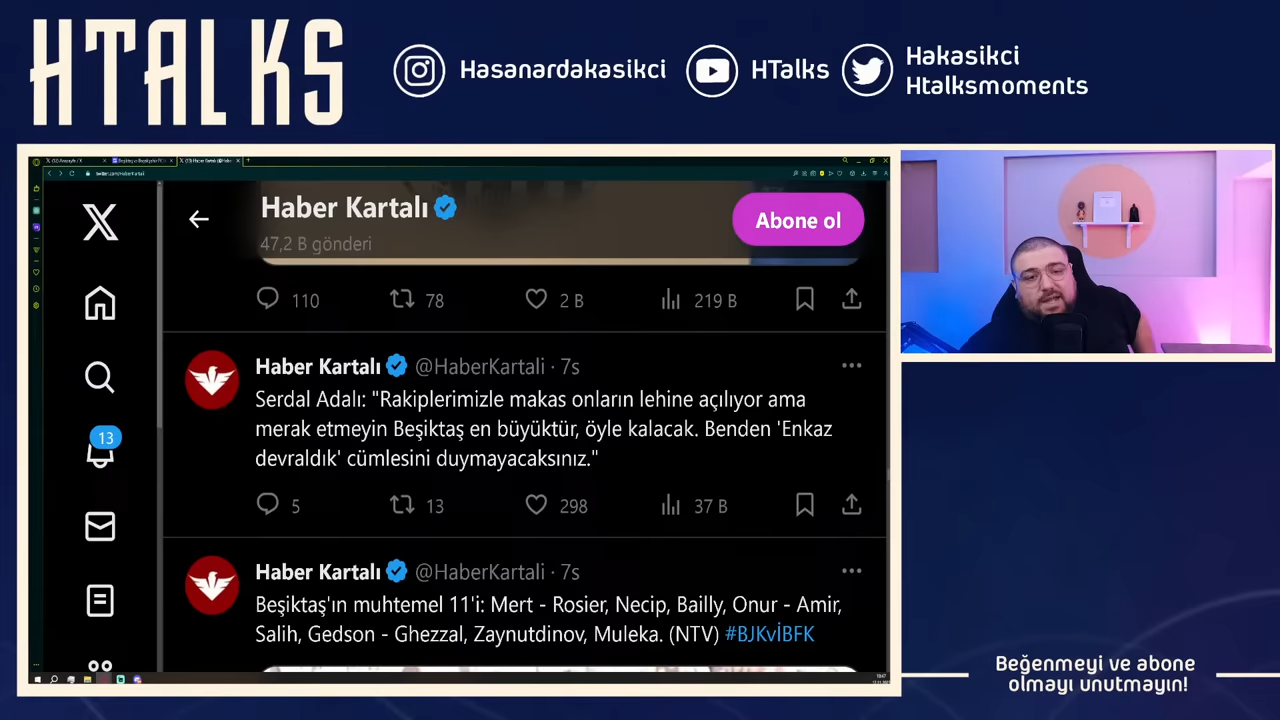 HTALKS
Hasanardakasikci
HTalks
Hakasikci
Htalksmoments
Haber Kartalı
47,2 B gönderi
Abone ol
110 78 2 B 219 B
13
Haber Kartalı @HaberKartali · 7s
Serdal Adalı: "Rakiplerimizle makas onların lehine açılıyor ama
merak etmeyin Beşiktaş en büyüktür, öyle kalacak. Benden 'Enkaz
devraldık' cümlesini duymayacaksınız."
5 13 298 37 B
Haber Kartalı @HaberKartali · 7s
Beşiktaş'ın muhtemel 11'i: Mert - Rosier, Necip, Bailly, Onur - Amir,
Salih, Gedson - Ghezzal, Zaynutdinov, Muleka. (NTV) #BJKvİBFK
Beğenmeyi ve abone
olmayı unutmayın!